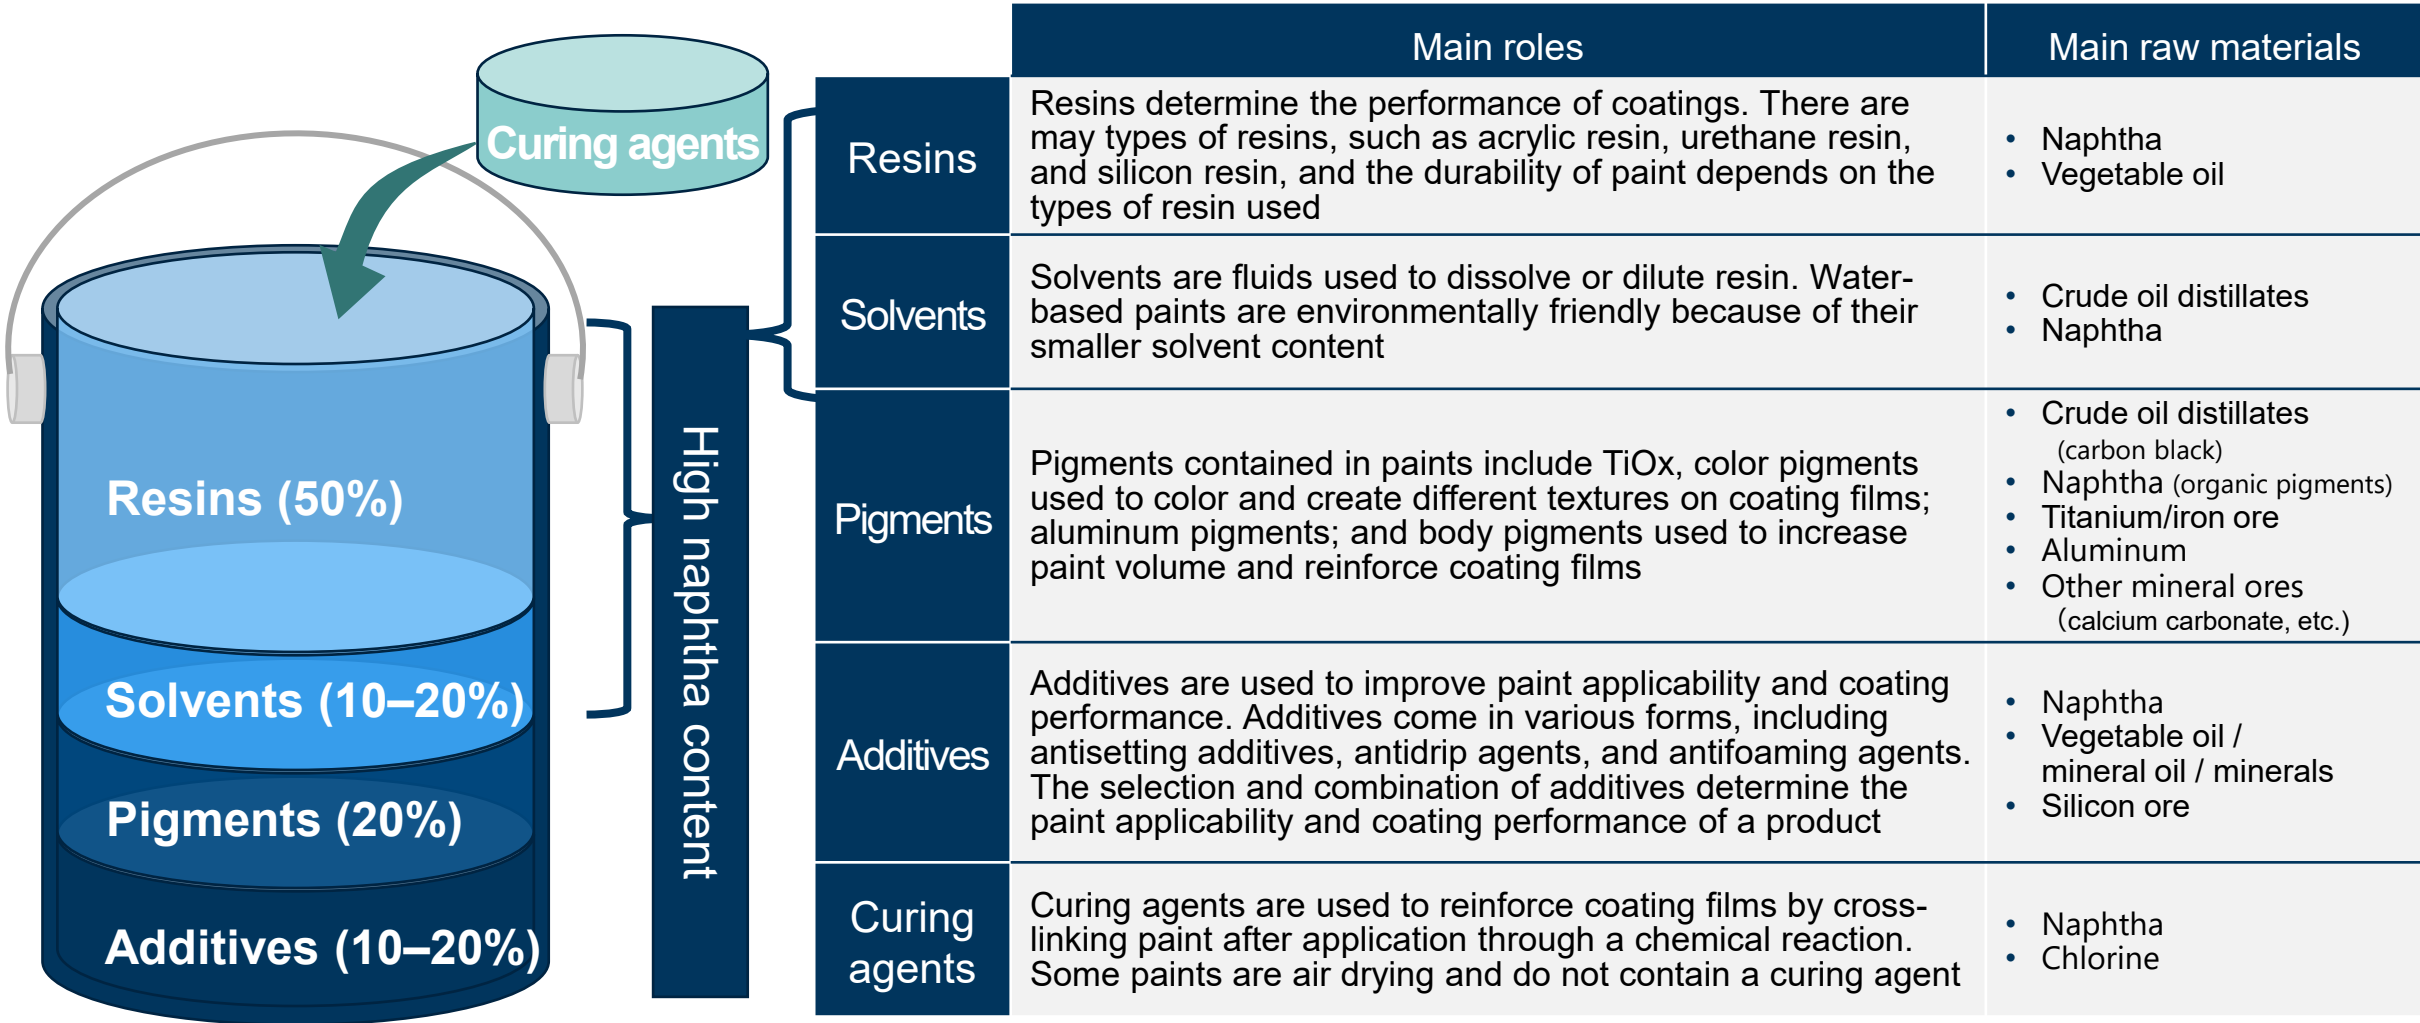 Curing agents
Resins (50%)
Solvents (10–20%)
Pigments (20%)
Additives (10–20%)
High naphtha content
Main roles
Main raw materials
Resins
Resins determine the performance of coatings. There are
may types of resins, such as acrylic resin, urethane resin,
and silicon resin, and the durability of paint depends on the
types of resin used
• Naphtha
• Vegetable oil
Solvents
Solvents are fluids used to dissolve or dilute resin. Water-
based paints are environmentally friendly because of their
smaller solvent content
• Crude oil distillates
• Naphtha
Pigments
Pigments contained in paints include TiOx, color pigments
used to color and create different textures on coating films;
aluminum pigments; and body pigments used to increase
paint volume and reinforce coating films
• Crude oil distillates
(carbon black)
• Naphtha (organic pigments)
• Titanium/iron ore
• Aluminum
• Other mineral ores
（calcium carbonate, etc.)
Additives
Additives are used to improve paint applicability and coating
performance. Additives come in various forms, including
antisetting additives, antidrip agents, and antifoaming agents.
The selection and combination of additives determine the
paint applicability and coating performance of a product
• Naphtha
• Vegetable oil /
mineral oil / minerals
• Silicon ore
Curing
agents
Curing agents are used to reinforce coating films by cross-
linking paint after application through a chemical reaction.
Some paints are air drying and do not contain a curing agent
• Naphtha
• Chlorine